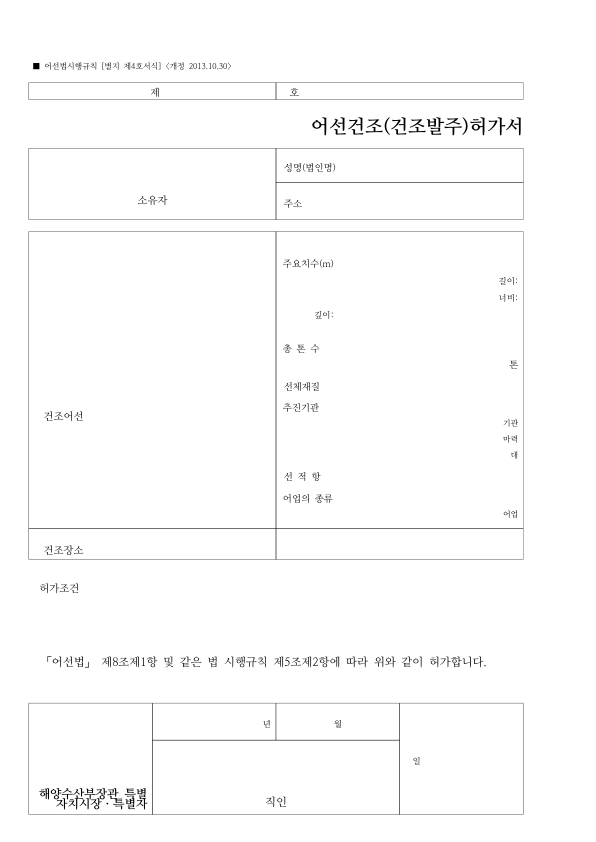 ■ 어선법시행규칙 [별지 제4호서식] <개정 2013.10.30>
제 호
어선건조(건조발주)허가서
소유자
성명(법인명)
주소
건조어선
주요치수(m)
길이:
너비:
깊이:
총 톤 수
톤
선체재질
추진기관
기관
마력
대
선 적 항
어업의 종류
어업
건조장소
허가조건
「어선법」 제8조제1항 및 같은 법 시행규칙 제5조제2항에 따라 위와 같이 허가합니다.
년 월
일
해양수산부장관 특별
자치시장·특별자
직인